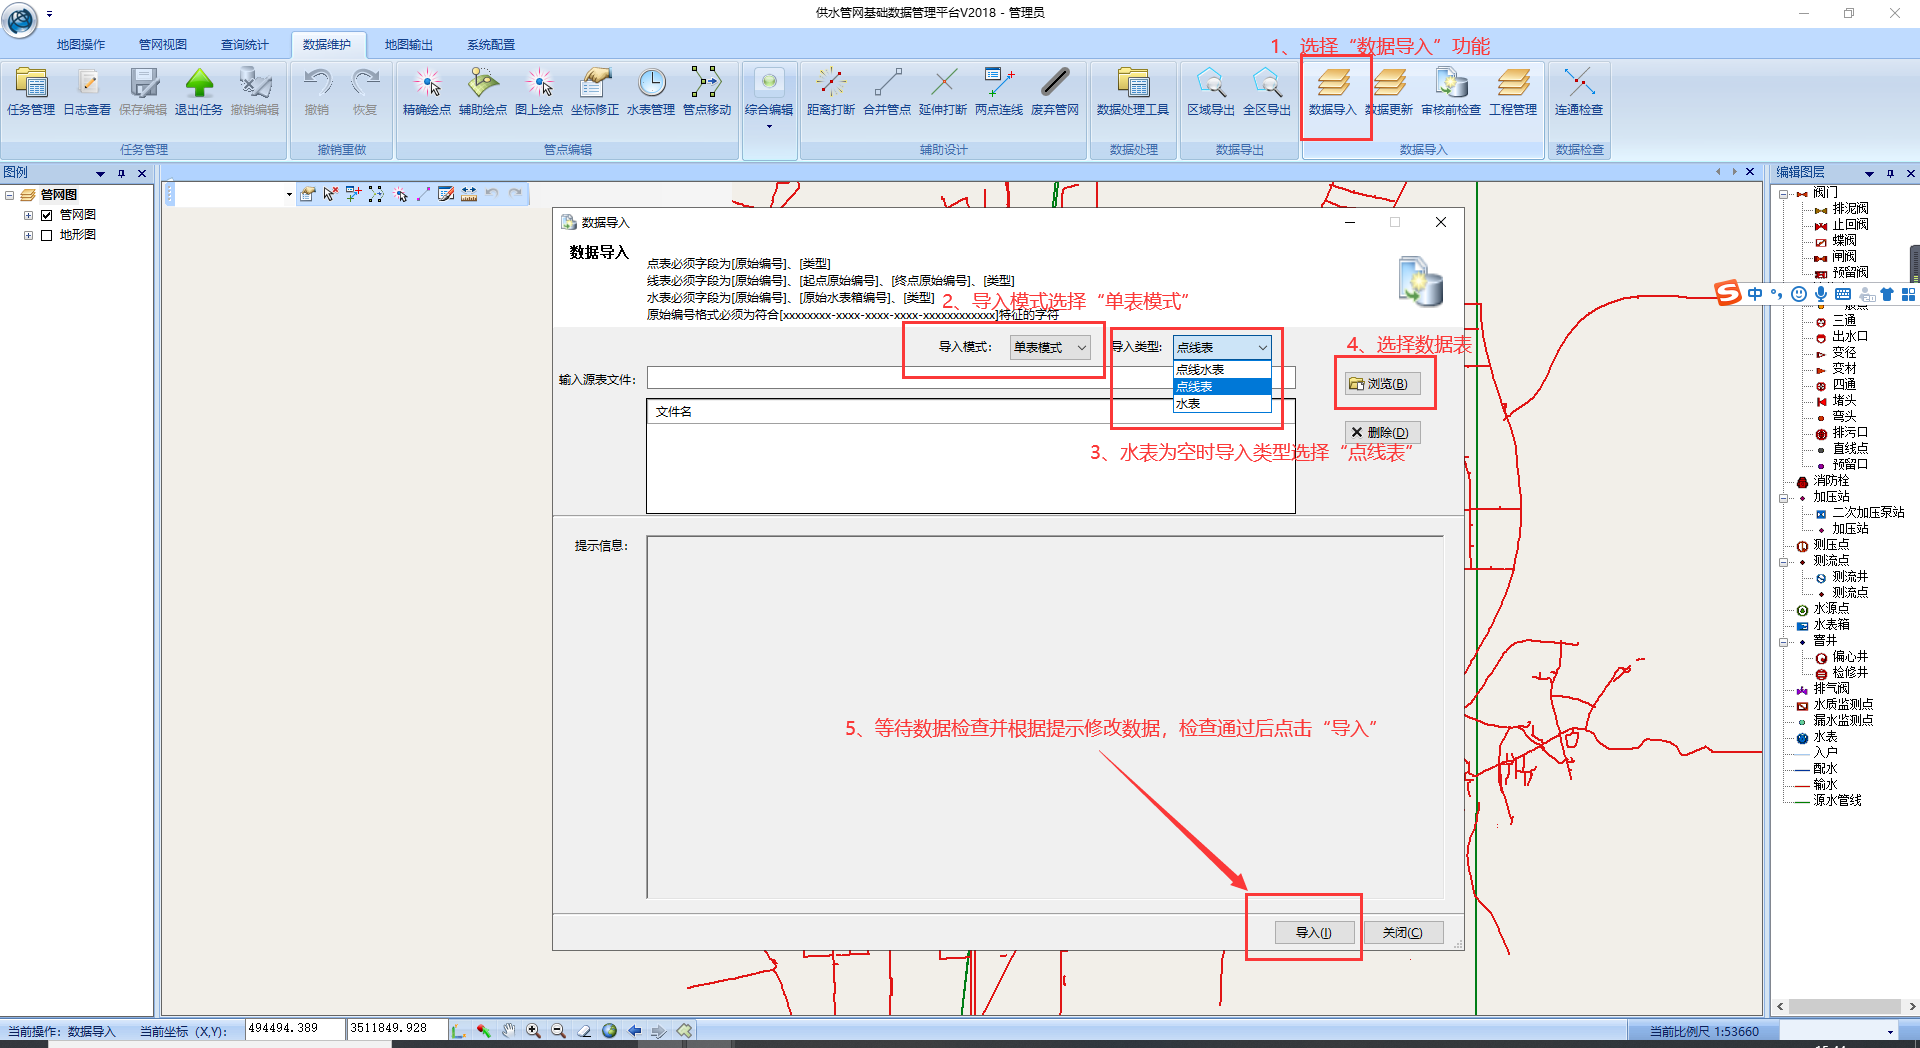 供水管网基础数据管理平台V2018 - 管理员
地图操作 管网视图 查询统计 数据维护 地图输出 系统配置
1、选择“数据导入”功能
任务管理 日志查看 保存编辑 退出任务 撤销编辑 撤销 恢复 精确绘点 辅助绘点 图上绘点 坐标修正 水表管理 管点移动 综合编辑 距离打断 合并管点 延伸打断 两点连线 废弃管网 数据处理工具 区域导出 全区导出 数据导入 数据更新 审核前检查 工程管理 连通检查
任务管理 撤销重做 管点编辑 辅助设计 数据处理 数据导出 数据导入 数据检查
图例
管网图
管网图
地形图
数据导入
数据导入
点表必须字段为[原始编号]、[类型]
线表必须字段为[原始编号]、[起点原始编号]、[终点原始编号]、[类型]
水表必须字段为[原始编号]、[原始水表箱编号]、[类型]
原始编号格式必须为符合[xxxxxxxx-xxxx-xxxx-xxxx-xxxxxxxxxxxx]特征的字符
2、导入模式选择“单表模式”
导入模式: 单表模式 导入类型: 点线表
点线水表
点线表
水表
4、选择数据表
输入源表文件:
浏览(B)
文件名
删除(D)
3、水表为空时导入类型选择“点线表”
提示信息:
5、等待数据检查并根据提示修改数据，检查通过后点击“导入”
导入(I) 关闭(C)
编辑图层
阀门
排泥阀
止回阀
蝶阀
闸阀
预留阀
中
三通
出水口
变径
变材
四通
堵头
弯头
排污口
直线点
预留口
消防栓
加压站
二次加压泵站
加压站
测压点
测流点
测流井
测流点
水源点
水表箱
窨井
偏心井
检修井
排气阀
水质监测点
漏水监测点
水表
入户
配水
输水
源水管线
当前操作: 数据导入 当前坐标 (X,Y): 494494.389 3511849.928 当前比例尺 1:53660